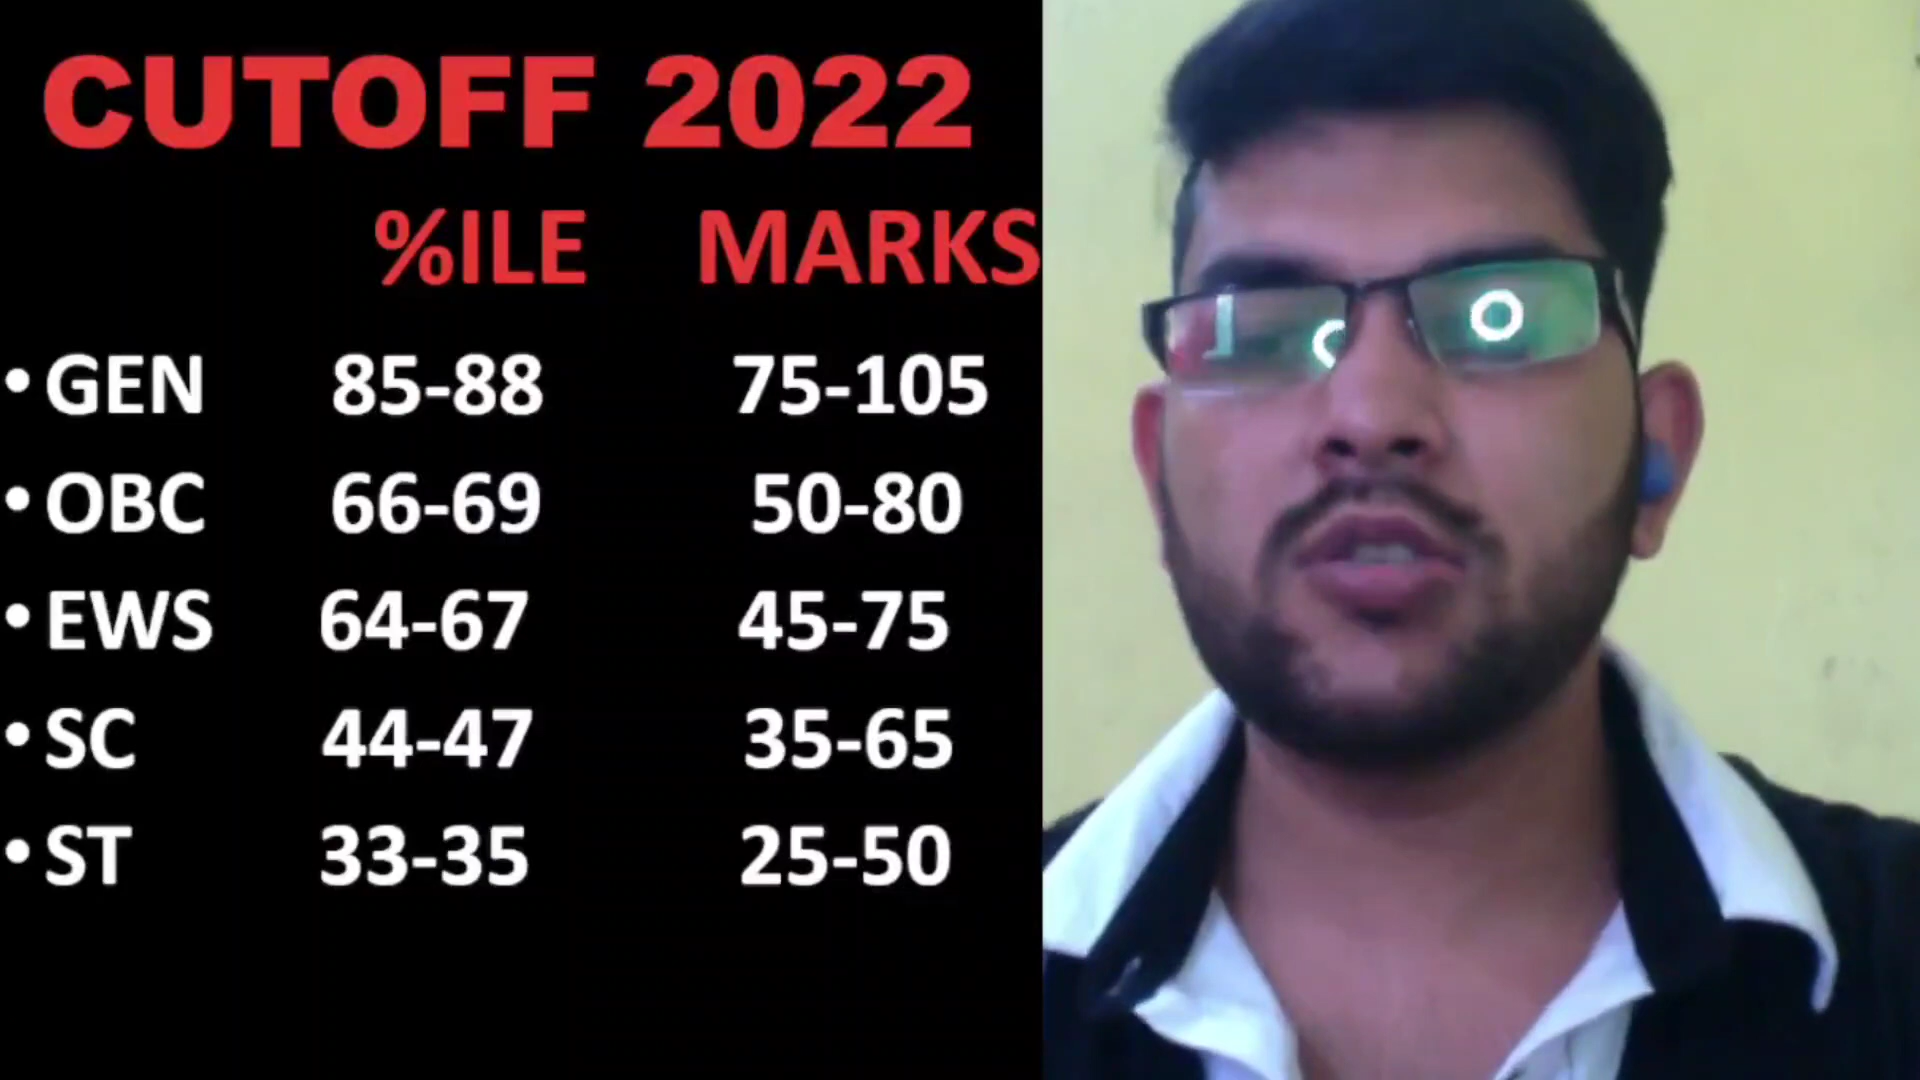 CUTOFF 2022
%ILE MARKS
• GEN 85-88 75-105
• OBC 66-69 50-80
• EWS 64-67 45-75
• SC 44-47 35-65
• ST 33-35 25-50